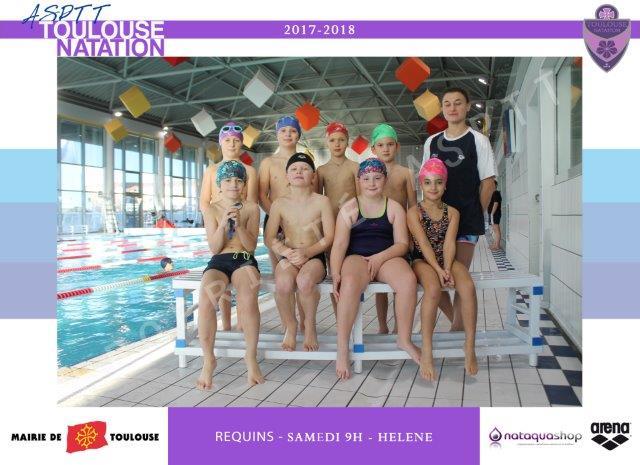 ASPTT
TOULOUSE
NATATION
2017-2018
TOULOUSE
NATATION
REQUINS - SAMEDI 9H - HELENE
MAIRIE DE TOULOUSE
nataquashop
arena